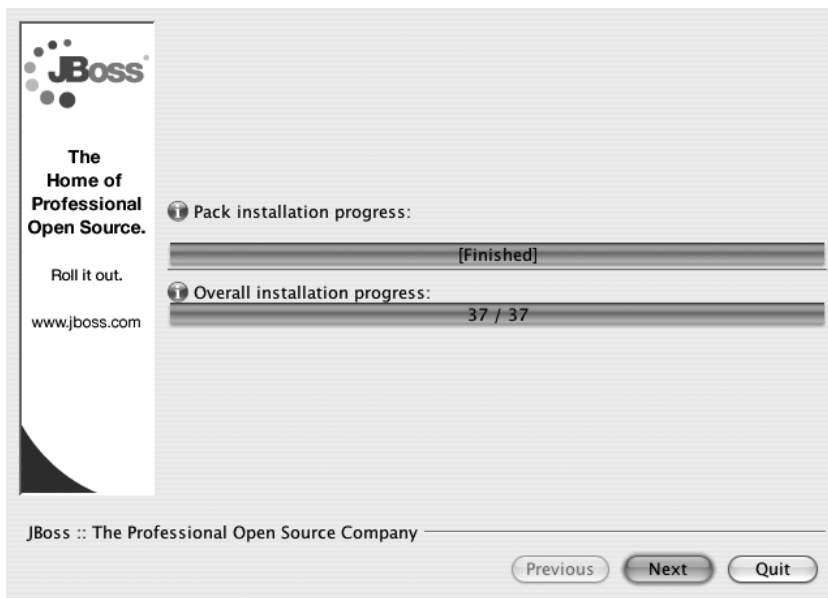 JBoss®
The
Home of
Professional
Open Source.
Roll it out.
www.jboss.com
Pack installation progress:
[Finished]
Overall installation progress:
37 / 37
JBoss :: The Professional Open Source Company
Previous
Next
Quit